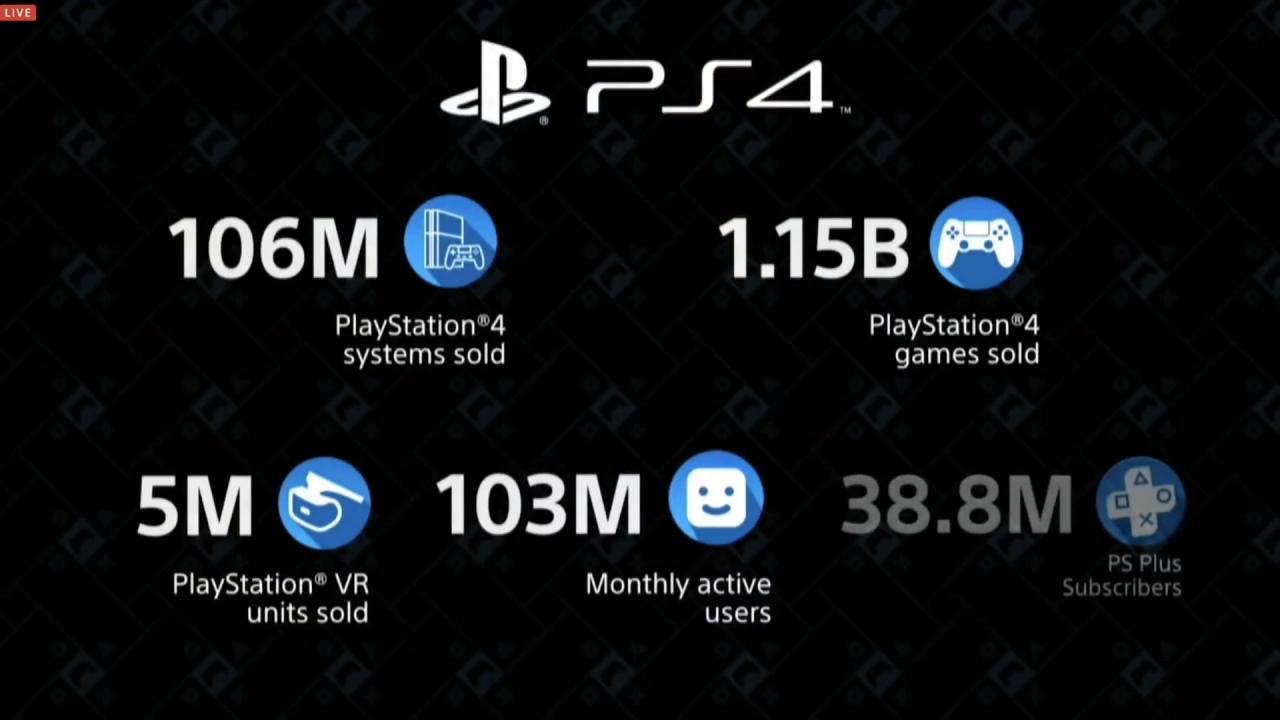 LIVE
PS4™
106M
PlayStation®4
systems sold
1.15B
PlayStation®4
games sold
5M
PlayStation® VR
units sold
103M
Monthly active
users
38.8M
PS Plus
Subscribers